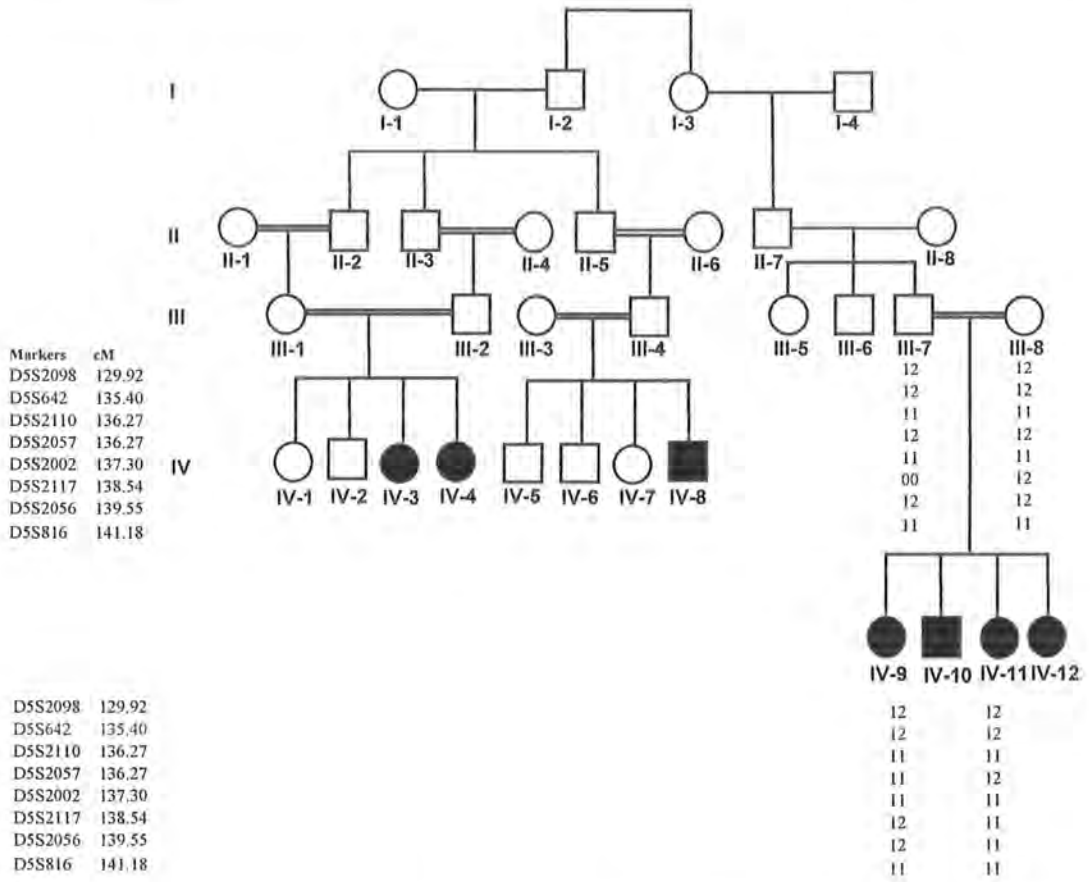 I
I-1 I-2 I-3 I-4
II
II-1 II-2 II-3 II-4 II-5 II-6 II-7 II-8
III
III-1 III-2 III-3 III-4 III-5 III-6 III-7 III-8
Markers cM
D5S2098 129.92 12 12
D5S642 135.40 12 12
D5S2110 136.27 11 11
D5S2057 136.27 12 12
D5S2002 137.30 11 11
IV
D5S2117 138.54 00 12
D5S2056 139.55 12 12
D5S816 141.18 11 11
IV-1 IV-2 IV-3 IV-4 IV-5 IV-6 IV-7 IV-8
IV-9 IV-10 IV-11 IV-12
D5S2098 129.92 12 12
D5S642 135.40 12 12
D5S2110 136.27 11 11
D5S2057 136.27 11 12
D5S2002 137.30 11 11
D5S2117 138.54 12 11
D5S2056 139.55 12 11
D5S816 141.18 11 11